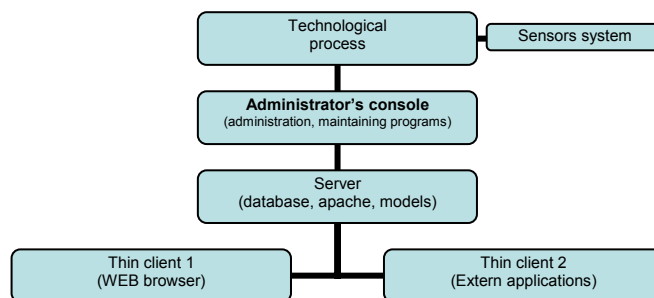 Technological
process
Sensors system
Administrator's console
(administration, maintaining programs)
Server
(database, apache, models)
Thin client 1
(WEB browser)
Thin client 2
(Extern applications)